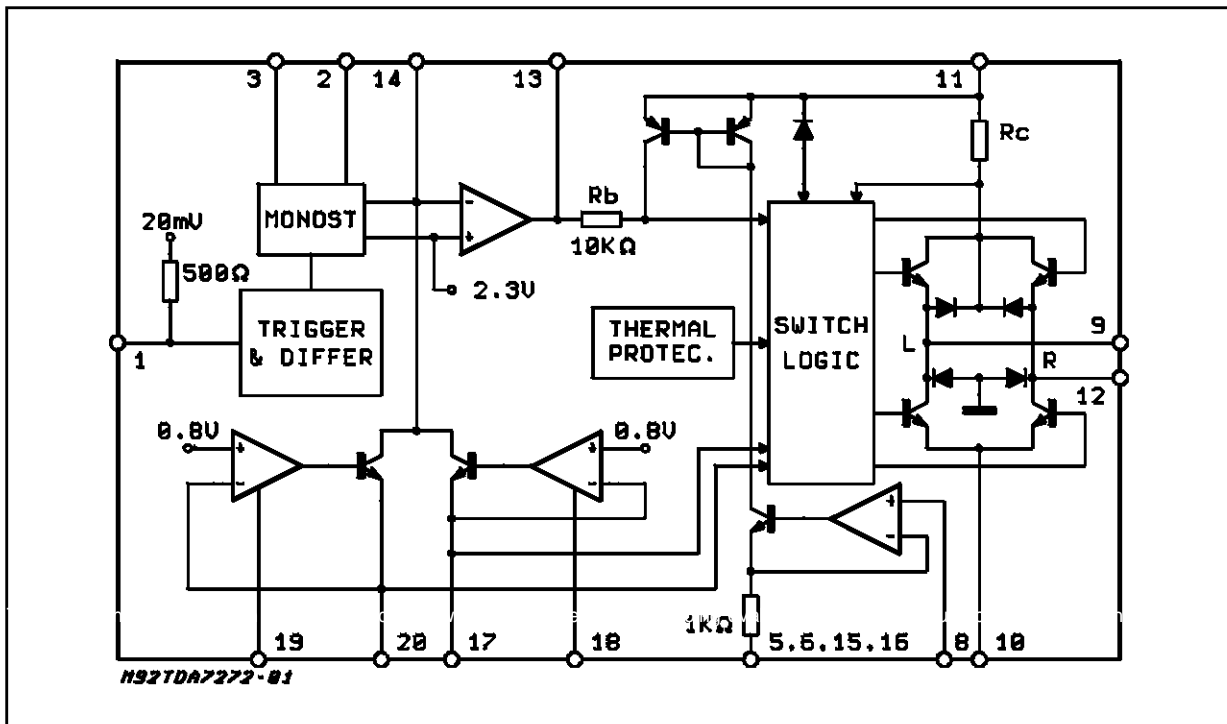 3
2
14
13
11
Rc
Rb
10KΩ
MONOST
-
+
20mV
500Ω
2.3V
TRIGGER
& DIFFER
THERMAL
PROTEC.
SWITCH
LOGIC
L
R
9
12
1
0.8V
+
-
0.8V
+
-
+
-
1KΩ
19
20
17
18
5,6,15,16
8
10
M92TDA7272-01